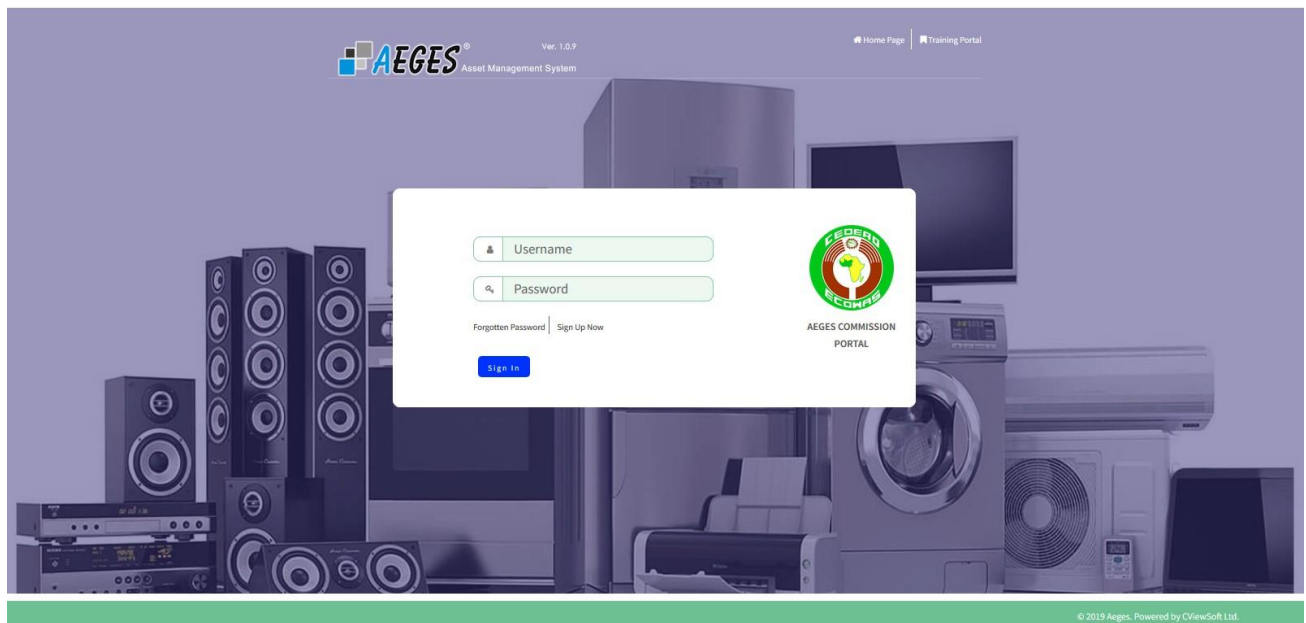 AEGES®
Ver. 1.0.9
Asset Management System
Home Page
Training Portal
Username
Password
Forgotten Password
Sign Up Now
Sign In
CEDEAO
ECOWAS
AEGES COMMISSION
PORTAL
© 2019 Aeges. Powered by CViewSoft Ltd.